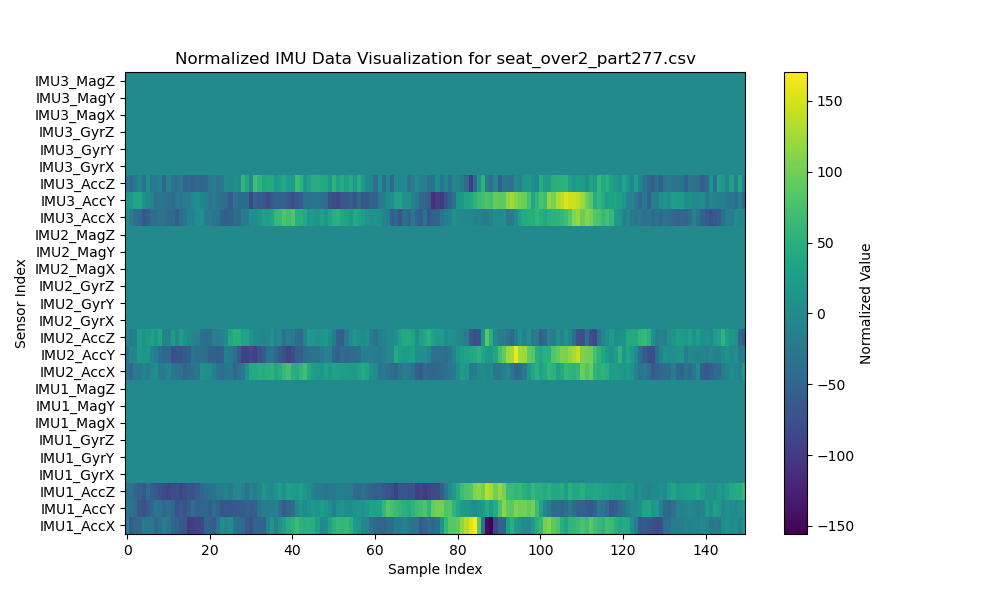 Normalized IMU Data Visualization for seat_over2_part277.csv
IMU3_MagZ
IMU3_MagY
IMU3_MagX
IMU3_GyrZ
IMU3_GyrY
IMU3_GyrX
IMU3_AccZ
IMU3_AccY
IMU3_AccX
IMU2_MagZ
IMU2_MagY
IMU2_MagX
IMU2_GyrZ
IMU2_GyrY
IMU2_GyrX
IMU2_AccZ
IMU2_AccY
IMU2_AccX
IMU1_MagZ
IMU1_MagY
IMU1_MagX
IMU1_GyrZ
IMU1_GyrY
IMU1_GyrX
IMU1_AccZ
IMU1_AccY
IMU1_AccX
Sensor Index
0 20 40 60 80 100 120 140
Sample Index
150
100
50
0
−50
−100
−150
Normalized Value